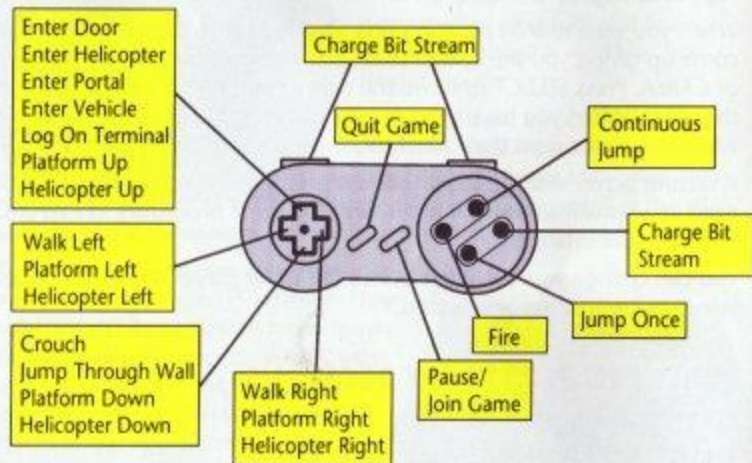 Enter Door
Enter Helicopter
Enter Portal
Enter Vehicle
Log On Terminal
Platform Up
Helicopter Up
Charge Bit Stream
Quit Game
Continuous
Jump
Walk Left
Platform Left
Helicopter Left
Charge Bit
Stream
Jump Once
Fire
Crouch
Jump Through Wall
Platform Down
Helicopter Down
Walk Right
Platform Right
Helicopter Right
Pause/
Join Game